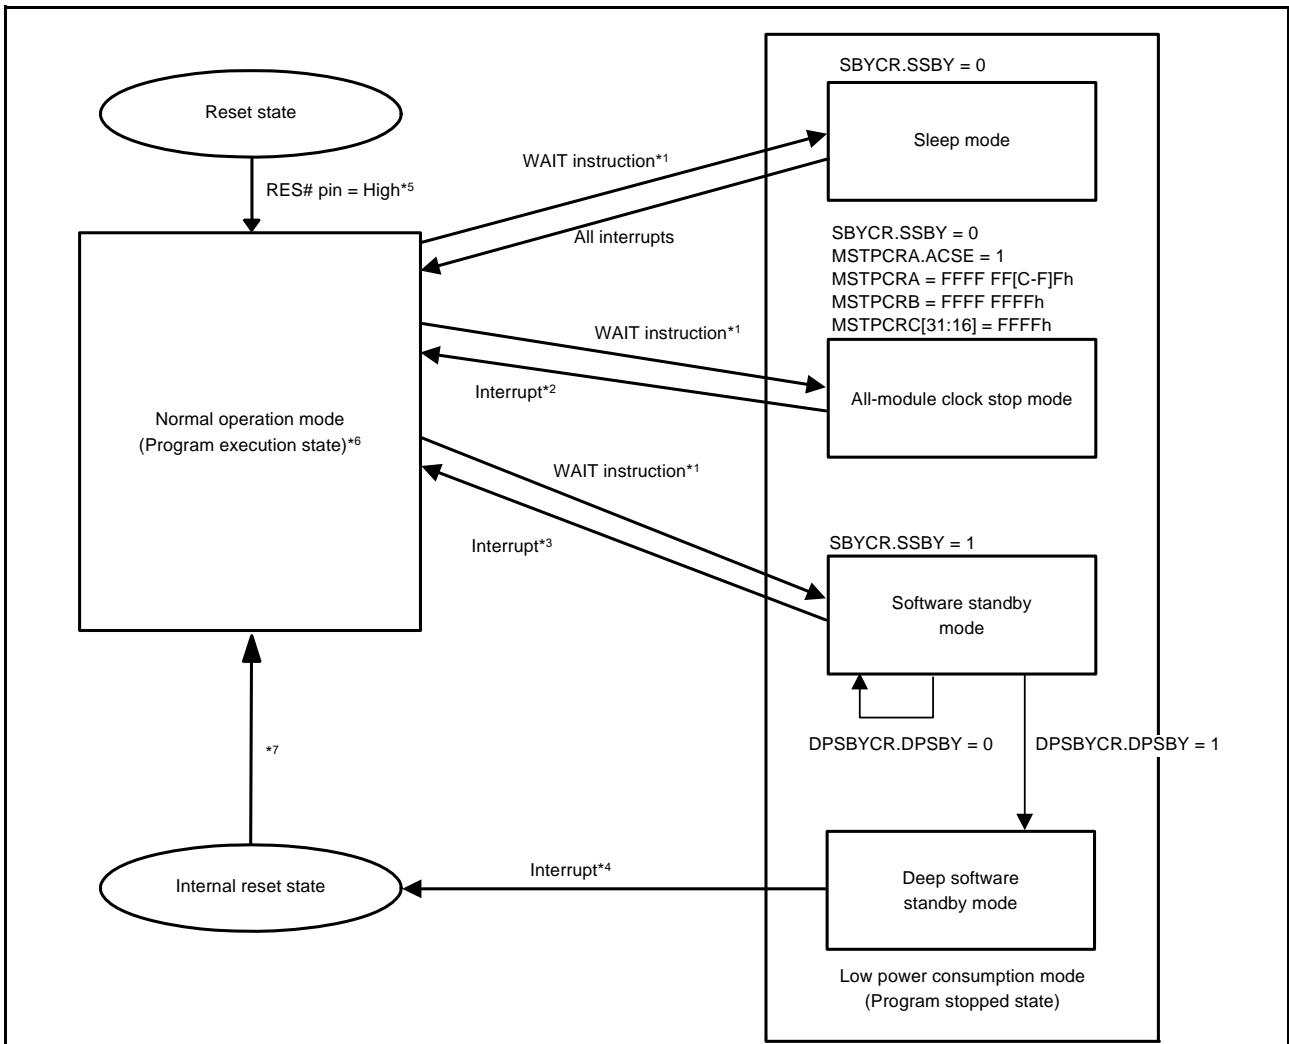 SBYCR.SSBY = 0
Reset state
Sleep mode
WAIT instruction*1
RES# pin = High*5
All interrupts
SBYCR.SSBY = 0
MSTPCRA.ACSE = 1
MSTPCRA = FFFF FF[C-F]Fh
MSTPCRB = FFFF FFFFh
MSTPCRC[31:16] = FFFFh
WAIT instruction*1
Interrupt*2
All-module clock stop mode
Normal operation mode
(Program execution state)*6
WAIT instruction*1
Interrupt*3
SBYCR.SSBY = 1
Software standby
mode
DPSBYCR.DPSBY = 0
DPSBYCR.DPSBY = 1
*7
Interrupt*4
Internal reset state
Deep software
standby mode
Low power consumption mode
(Program stopped state)